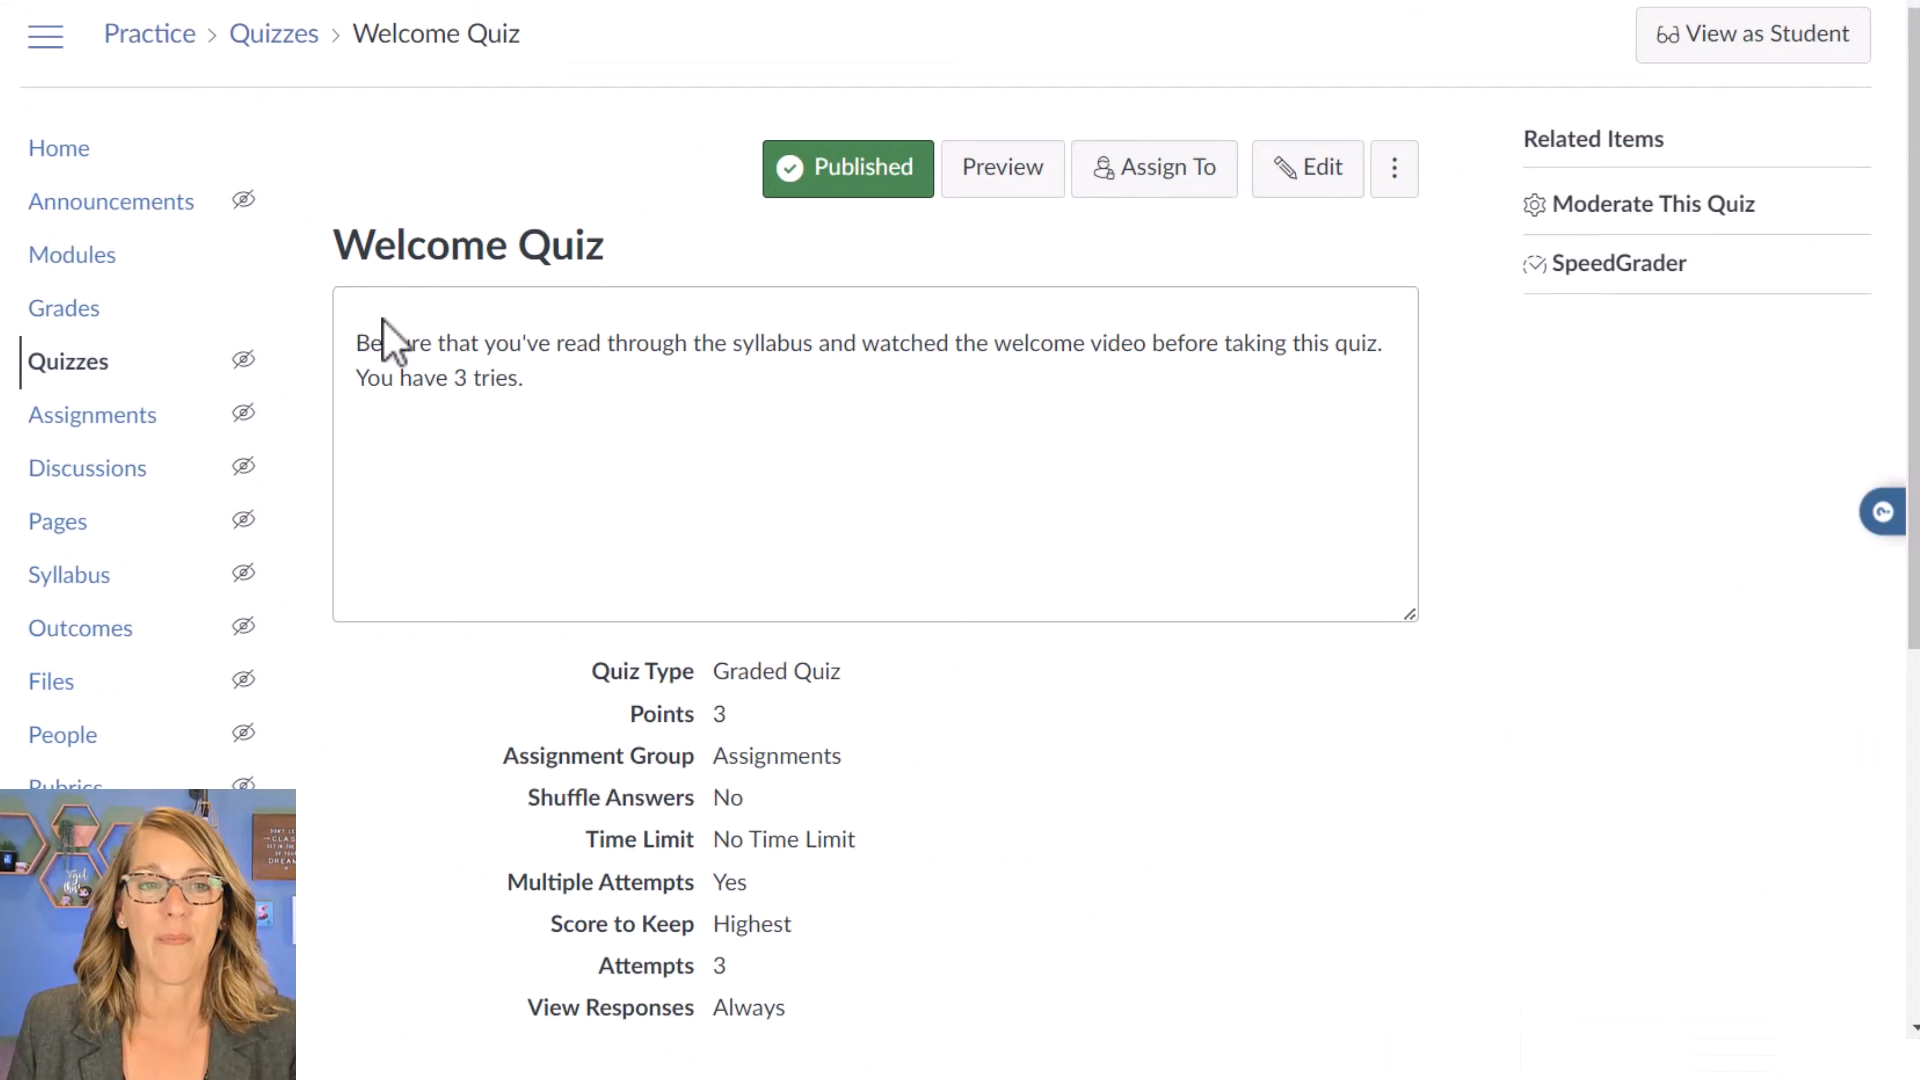 Practice > Quizzes > Welcome Quiz
View as Student
Home
Announcements
Modules
Grades
Quizzes
Assignments
Discussions
Pages
Syllabus
Outcomes
Files
People
Rubrics
Published
Preview
Assign To
Edit
Welcome Quiz
Be sure that you've read through the syllabus and watched the welcome video before taking this quiz.
You have 3 tries.
Quiz Type Graded Quiz
Points 3
Assignment Group Assignments
Shuffle Answers No
Time Limit No Time Limit
Multiple Attempts Yes
Score to Keep Highest
Attempts 3
View Responses Always
Related Items
Moderate This Quiz
SpeedGrader